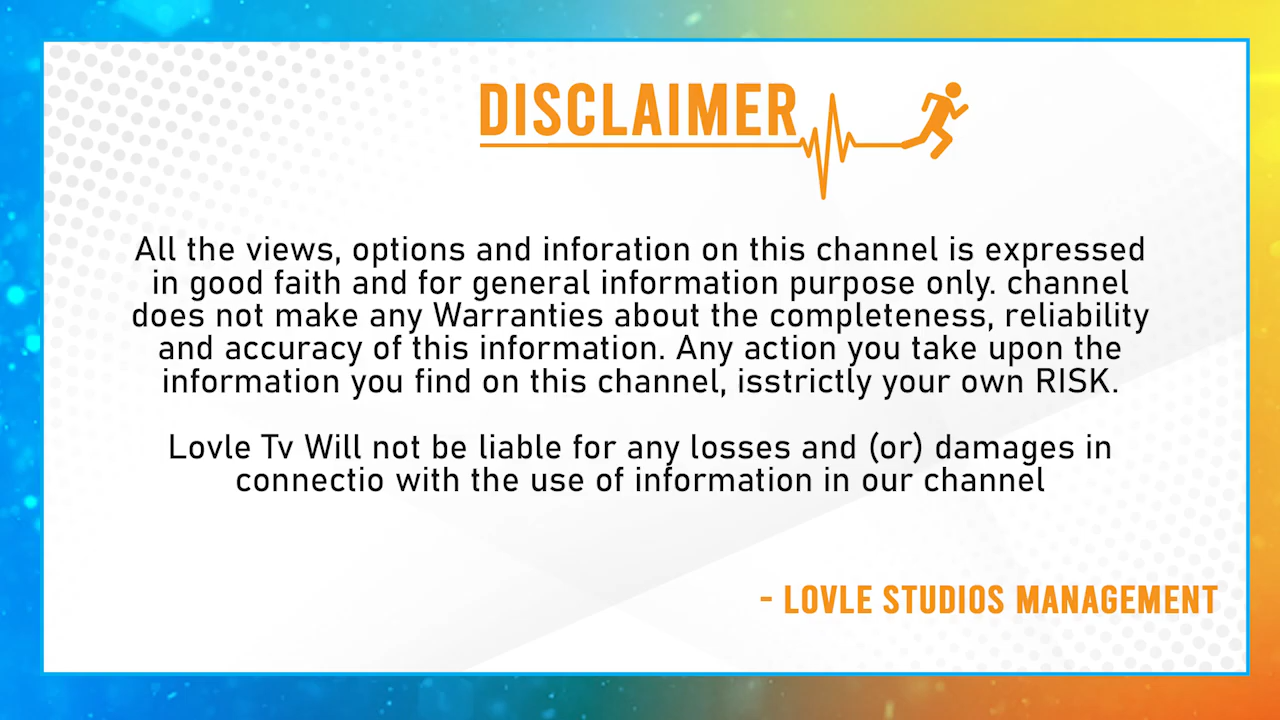 DISCLAIMER
All the views, options and inforation on this channel is expressed
in good faith and for general information purpose only. channel
does not make any Warranties about the completeness, reliability
and accuracy of this information. Any action you take upon the
information you find on this channel, isstrictly your own RISK.
Lovle Tv Will not be liable for any losses and (or) damages in
connectio with the use of information in our channel
- LOVLE STUDIOS MANAGEMENT